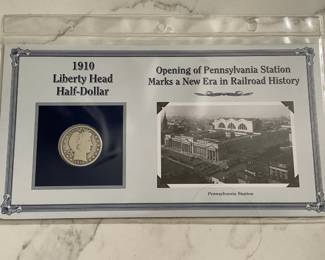 1910
Liberty Head
Half-Dollar
Opening of Pennsylvania Station
Marks a New Era in Railroad History
Pennsylvania Station